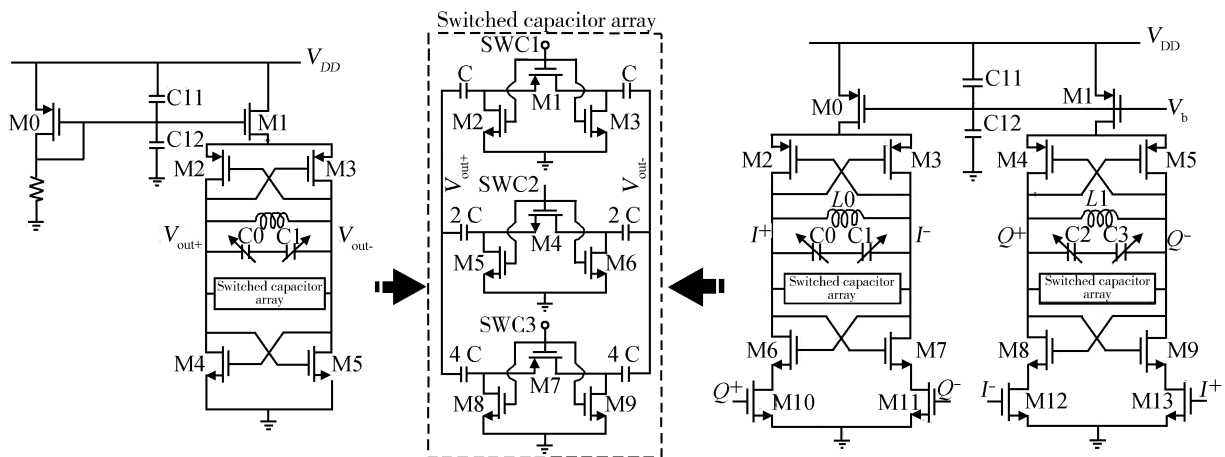 Switched capacitor array
V_DD
M0
C11
C12
M1
M2
M3
C0
C1
V_out+
V_out-
Switched capacitor
array
M4
M5
SWC1
C
C
M1
M2
M3
V_out+
V_out-
SWC2
2 C
2 C
M4
M5
M6
SWC3
4 C
4 C
M7
M8
M9
V_DD
M0
C11
C12
M1
V_b
M2
M3
M4
M5
L0
L1
I+
C0
C1
I-
Q+
C2
C3
Q-
Switched capacitor
array
Switched capacitor
array
M6
M7
M8
M9
Q+
M10
M11
Q-
I-
M12
M13
I+